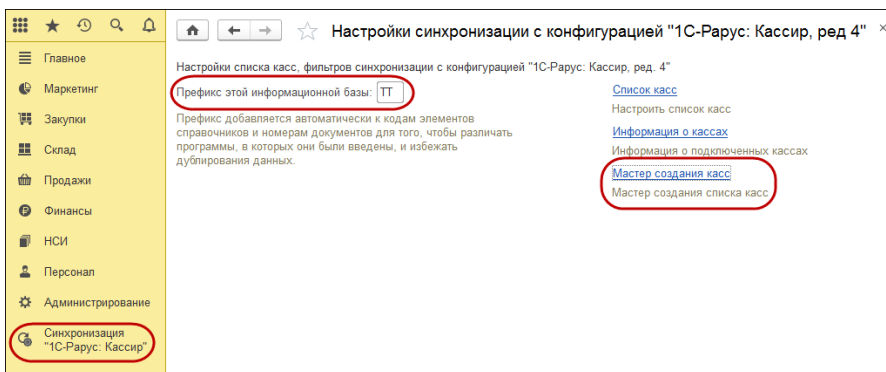 Настройки синхронизации с конфигурацией "1С-Рарус: Кассир, ред 4"
Главное
Маркетинг
Закупки
Склад
Продажи
Финансы
НСИ
Персонал
Администрирование
Синхронизация
"1С-Рарус: Кассир"
Настройки списка касс, фильтров синхронизации с конфигурацией "1С-Рарус: Кассир, ред. 4"
Префикс этой информационной базы: ТТ
Префикс добавляется автоматически к кодам элементов
справочников и номерам документов для того, чтобы различать
программы, в которых они были введены, и избежать
дублирования данных.
Список касс
Настроить список касс
Информация о кассах
Информация о подключенных кассах
Мастер создания касс
Мастер создания списка касс